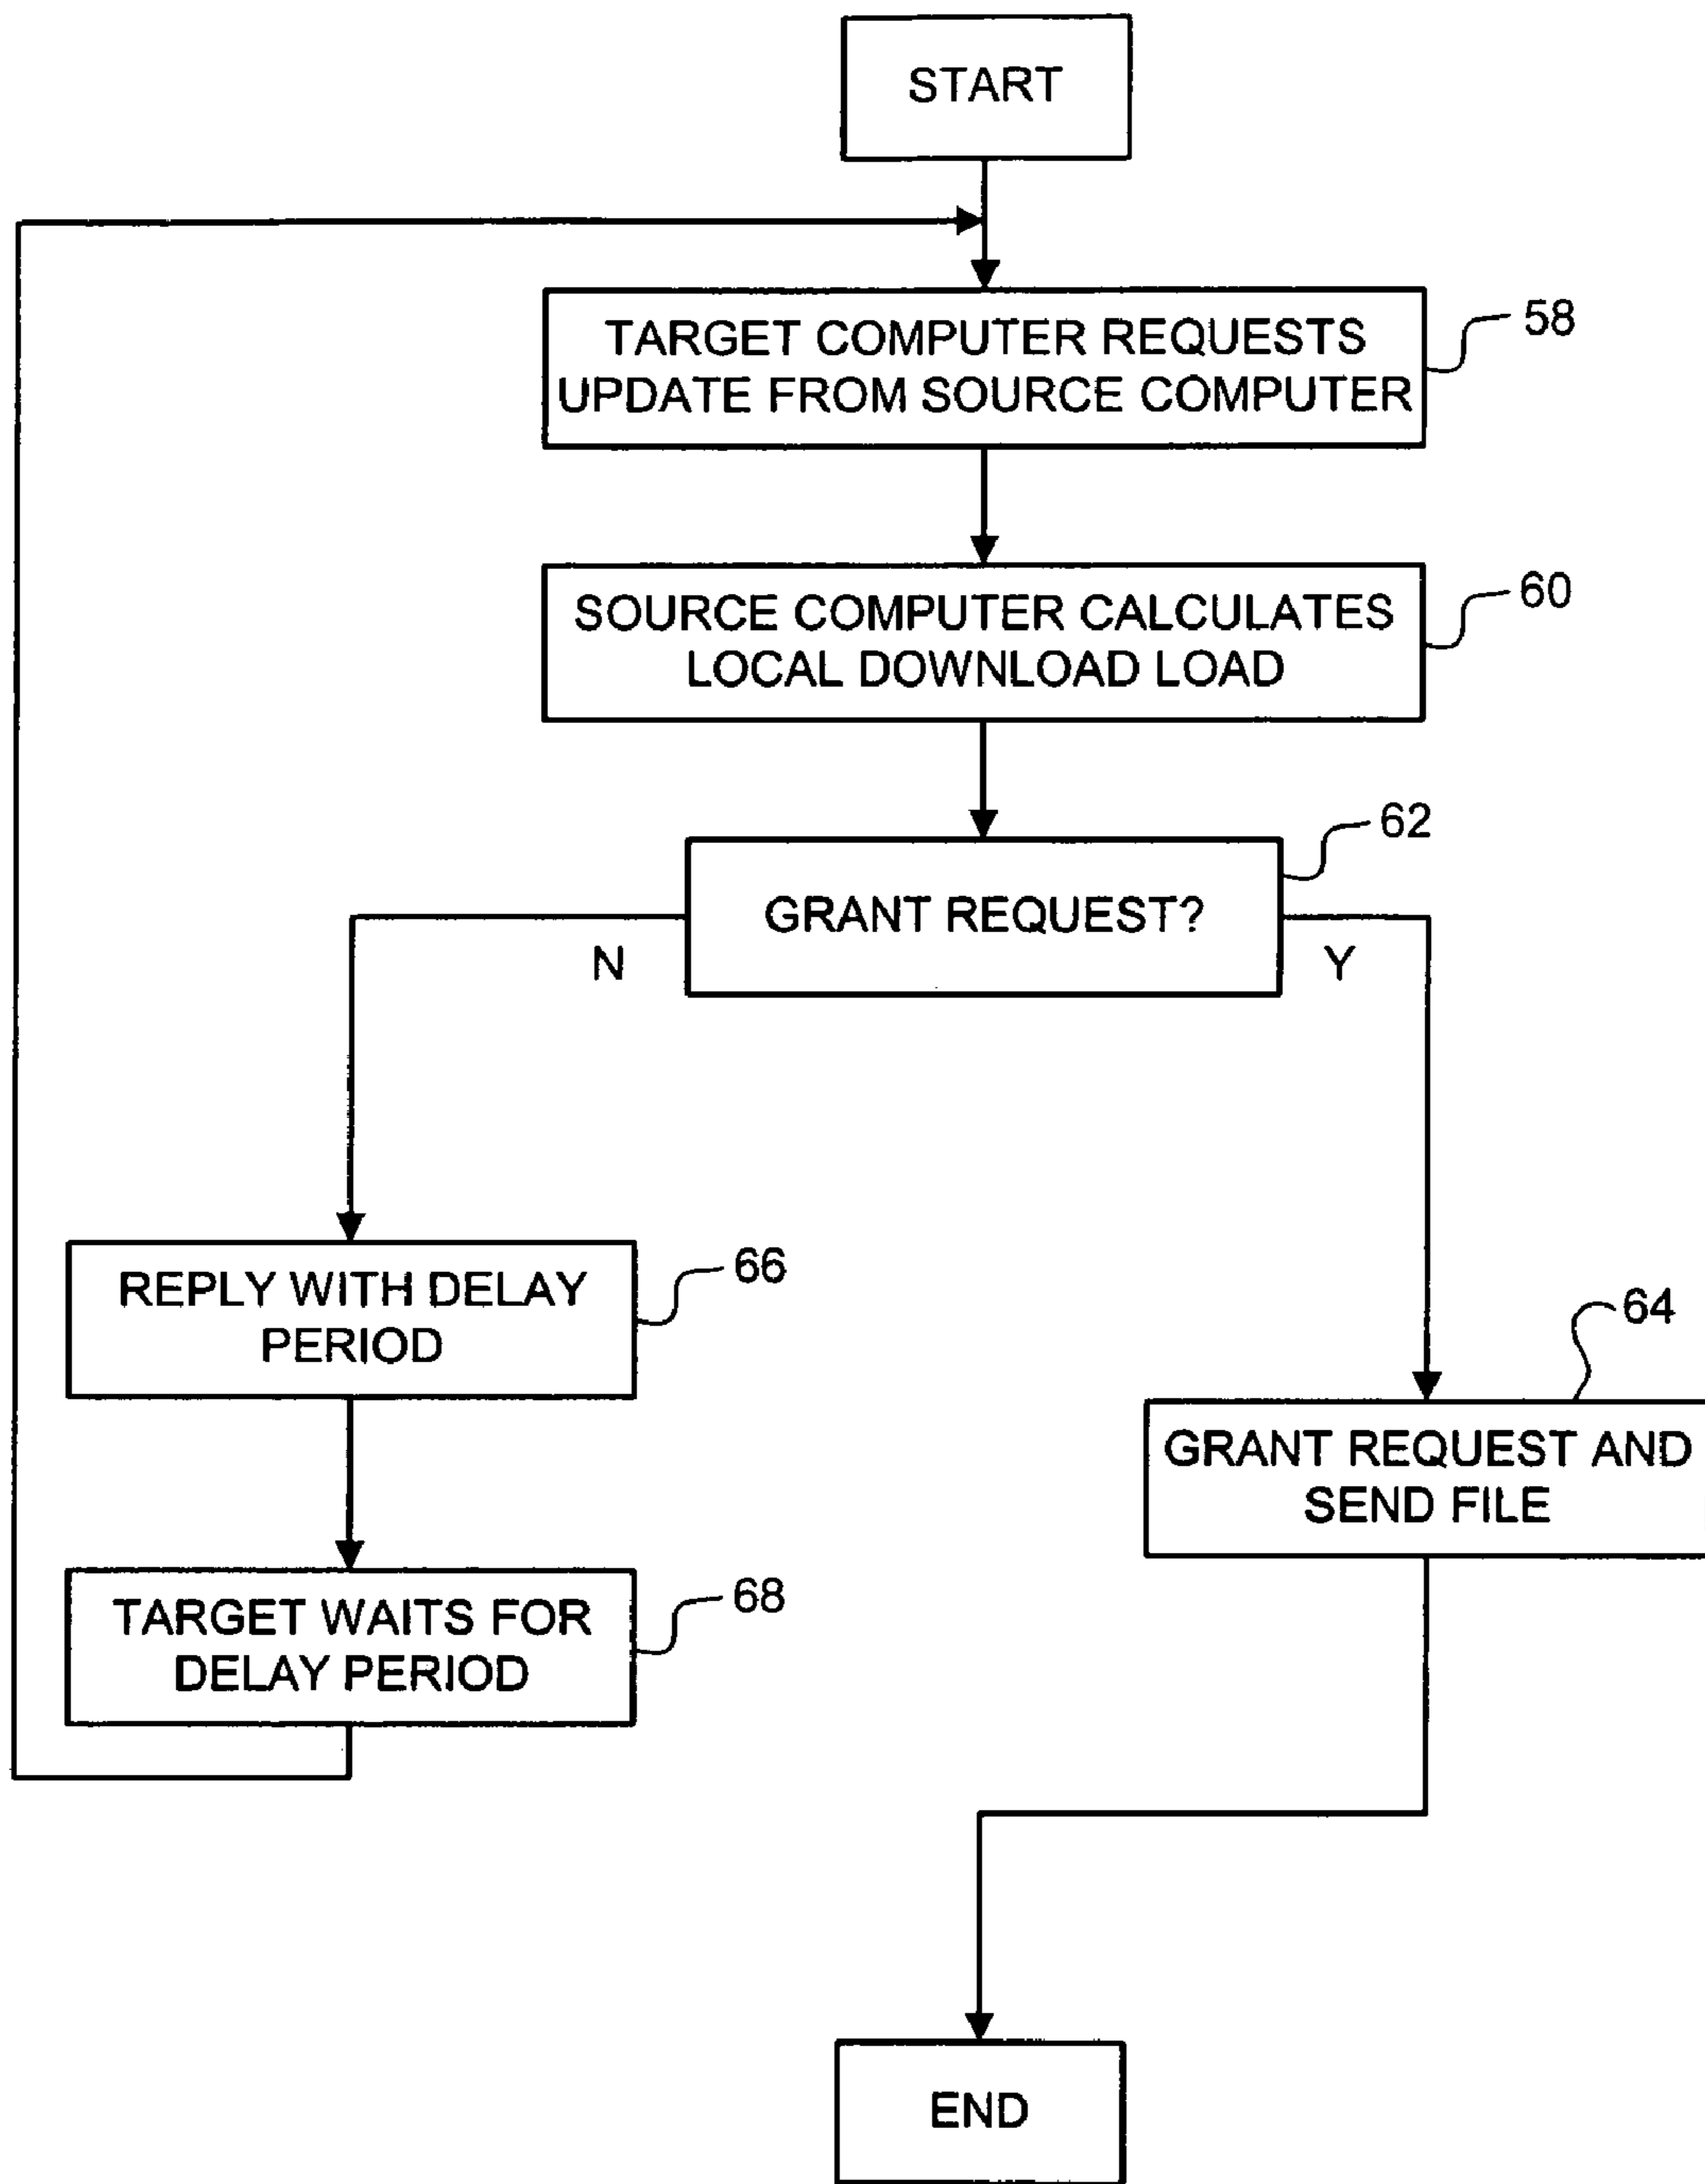 START
TARGET COMPUTER REQUESTS
UPDATE FROM SOURCE COMPUTER
58
SOURCE COMPUTER CALCULATES
LOCAL DOWNLOAD LOAD
60
62
GRANT REQUEST?
N
Y
REPLY WITH DELAY
PERIOD
66
64
GRANT REQUEST AND
SEND FILE
TARGET WAITS FOR
DELAY PERIOD
68
END